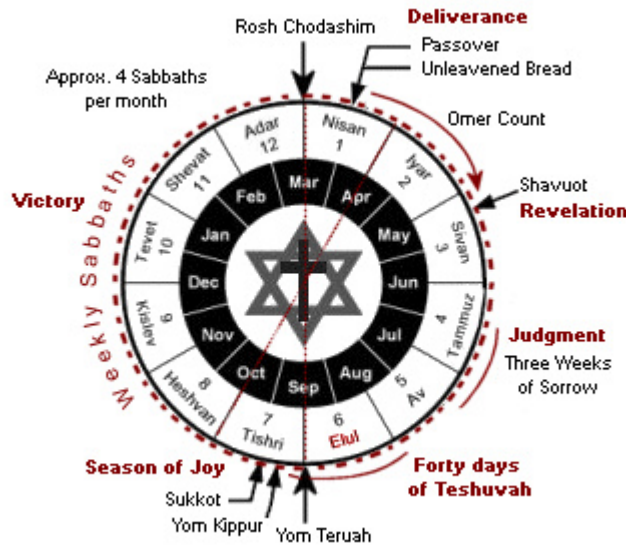 Deliverance
Rosh Chodashim
Passover
Unleavened Bread
Approx. 4 Sabbaths
per month
Omer Count
Shavuot
Revelation
Judgment
Three Weeks
of Sorrow
Forty days
of Teshuvah
Yom Teruah
Yom Kippur
Sukkot
Season of Joy
Victory
Weekly Sabbaths
Nisan
1
Iyar
2
Sivan
3
Tammuz
4
Av
5
Elul
6
Tishri
7
Heshvan
8
Kislev
9
Tevet
10
Shevat
11
Adar
12
Mar
Apr
May
Jun
Jul
Aug
Sep
Oct
Nov
Dec
Jan
Feb